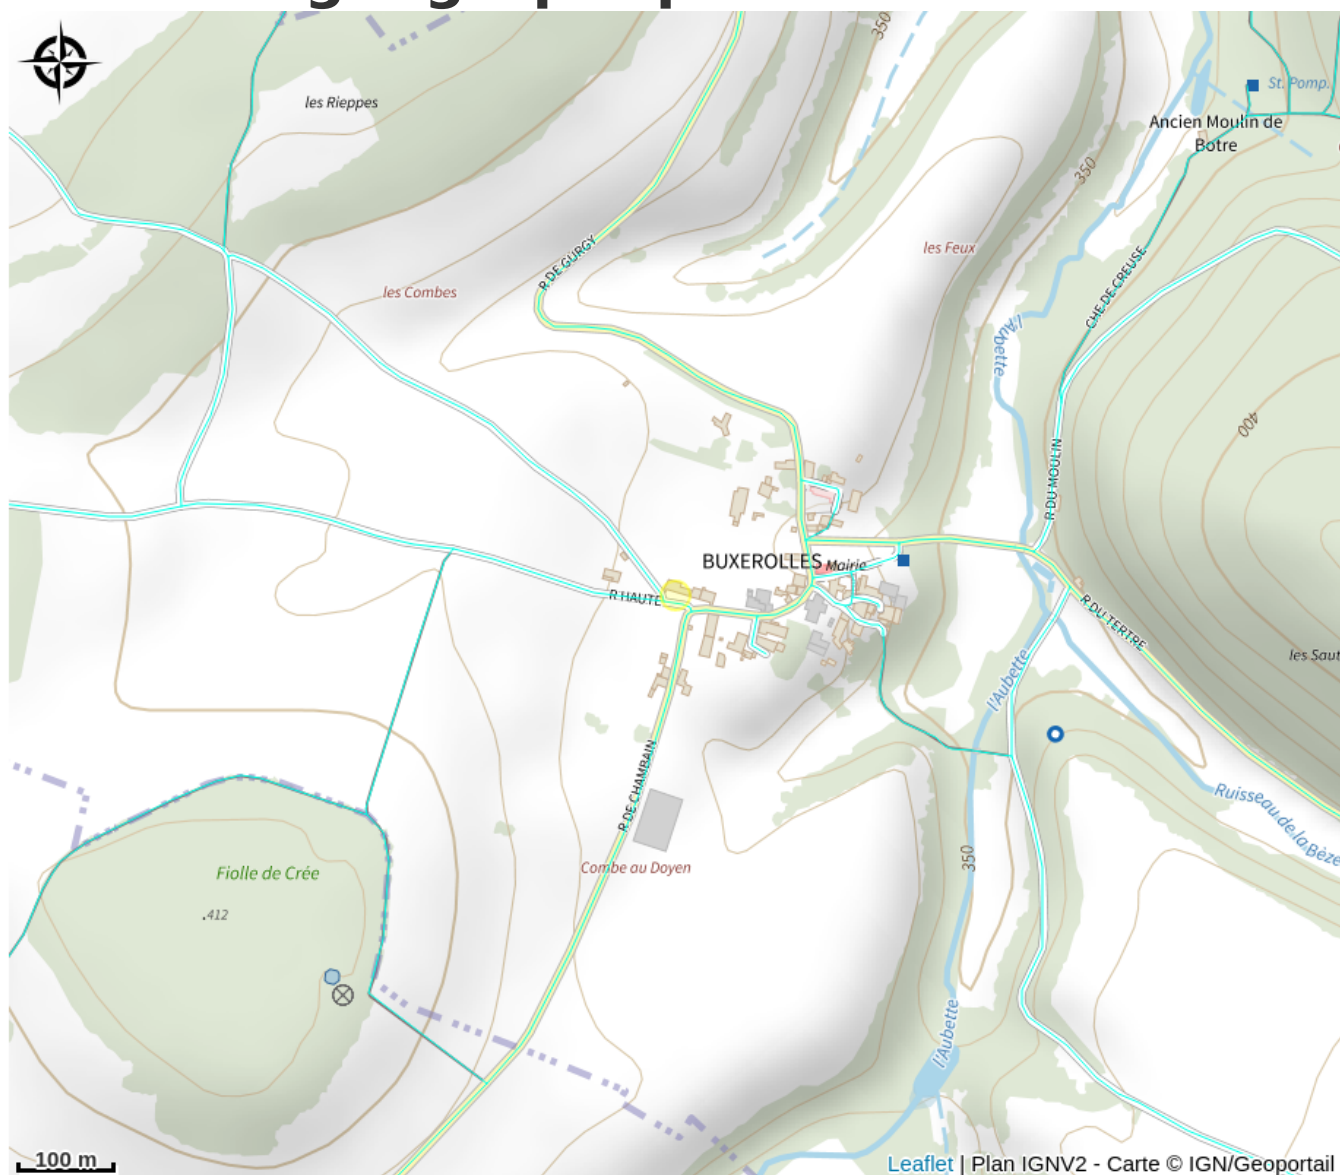 350
les Rieppes
St. Pomp.
Ancien Moulin de
Botre
350
R DE GURGY
les Feux
les Combes
CHE DE CREUSE
l'Aubette
400
R DU MOULIN
BUXEROLLES
Mairie
R HAUTE
R DU TERTRE
les Saut
l'Aubette
R DE CHAMBAIN
Ruisseau de la Bèze
350
Combe au Doyen
Fiolle de Crée
.412
l'Aubette
100 m
Leaflet | Plan IGNV2 - Carte © IGN/Geoportail